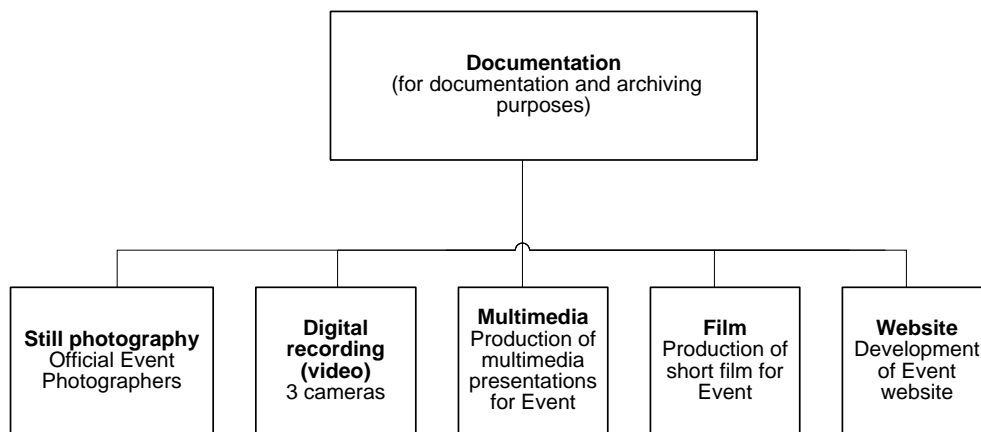 Documentation
(for documentation and archiving
purposes)
Still photography
Official Event
Photographers
Digital
recording
(video)
3 cameras
Multimedia
Production of
multimedia
presentations
for Event
Film
Production of
short film for
Event
Website
Development
of Event
website